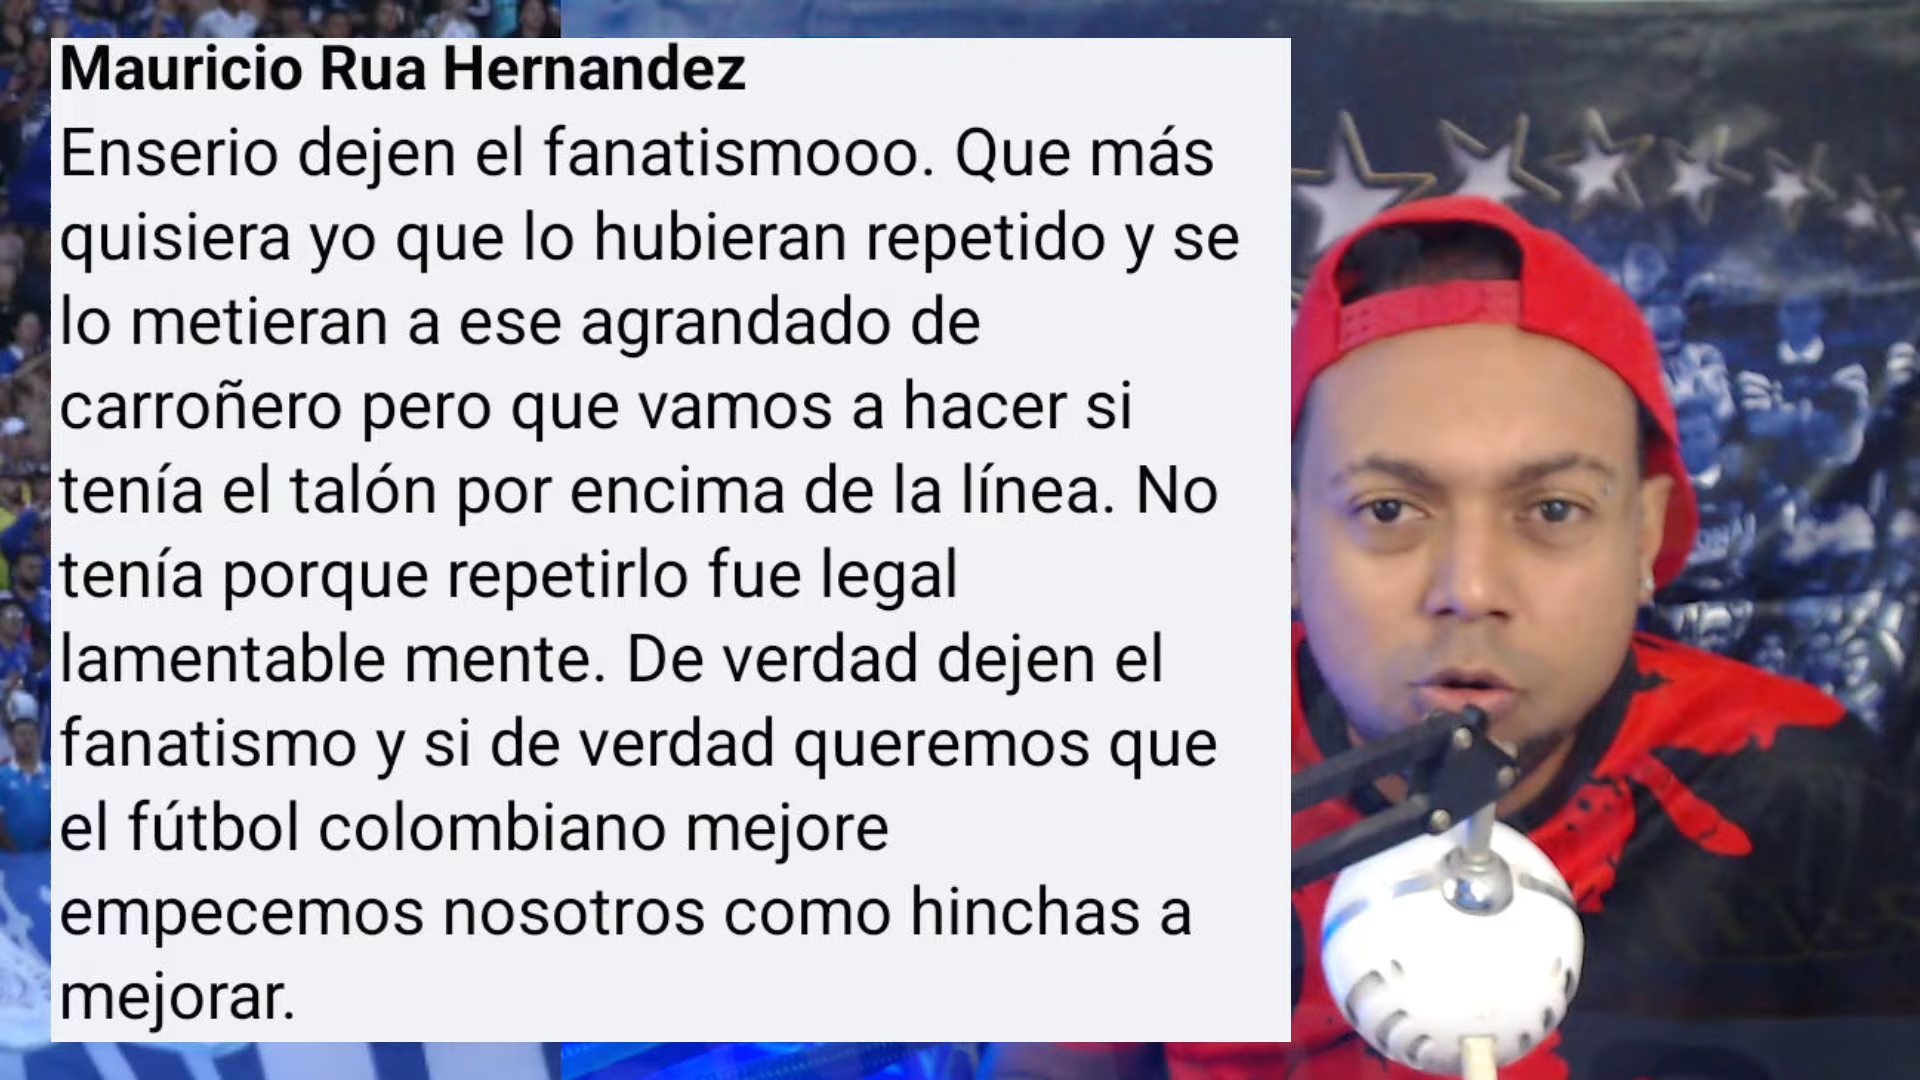 Mauricio Rua Hernandez
Enserio dejen el fanatismooo. Que más
quisiera yo que lo hubieran repetido y se
lo metieran a ese agrandado de
carroñero pero que vamos a hacer si
tenía el talón por encima de la línea. No
tenía porque repetirlo fue legal
lamentable mente. De verdad dejen el
fanatismo y si de verdad queremos que
el fútbol colombiano mejore
empecemos nosotros como hinchas a
mejorar.